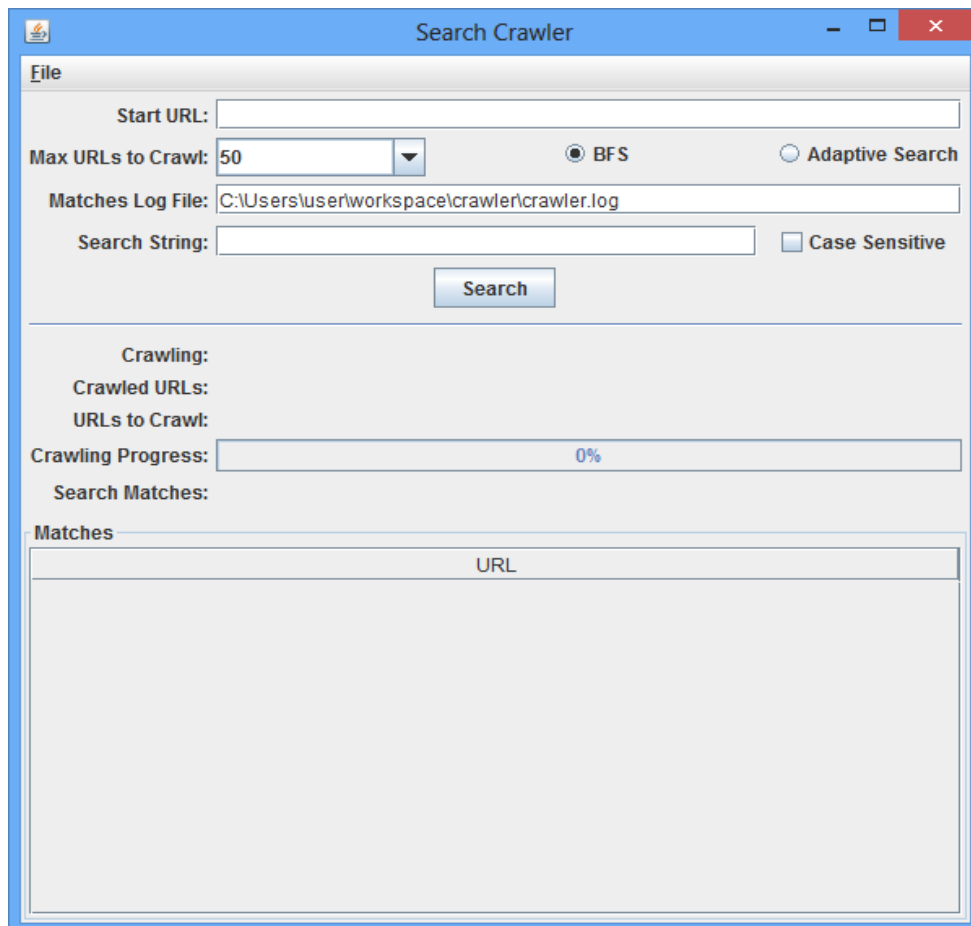 Search Crawler
File
Start URL:
Max URLs to Crawl: 50 BFS Adaptive Search
Matches Log File: C:\Users\user\workspace\crawler\crawler.log
Search String: Case Sensitive
Search
Crawling:
Crawled URLs:
URLs to Crawl:
Crawling Progress: 0%
Search Matches:
Matches
URL